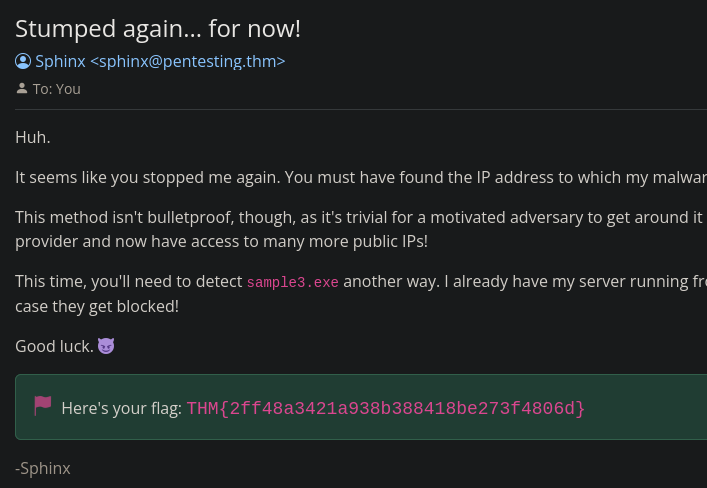 Stumped again... for now!
Sphinx <sphinx@pentesting.thm>
To: You
Huh.
It seems like you stopped me again. You must have found the IP address to which my
This method isn't bulletproof, though, as it's trivial for a motivated adversary to get around it
provider and now have access to many more public IPs!
This time, you'll need to detect sample3.exe another way. I already have my server running
case they get blocked!
Good luck. 😈
Here's your flag: THM{2ff48a3421a938b388418be273f4806d}
-Sphinx